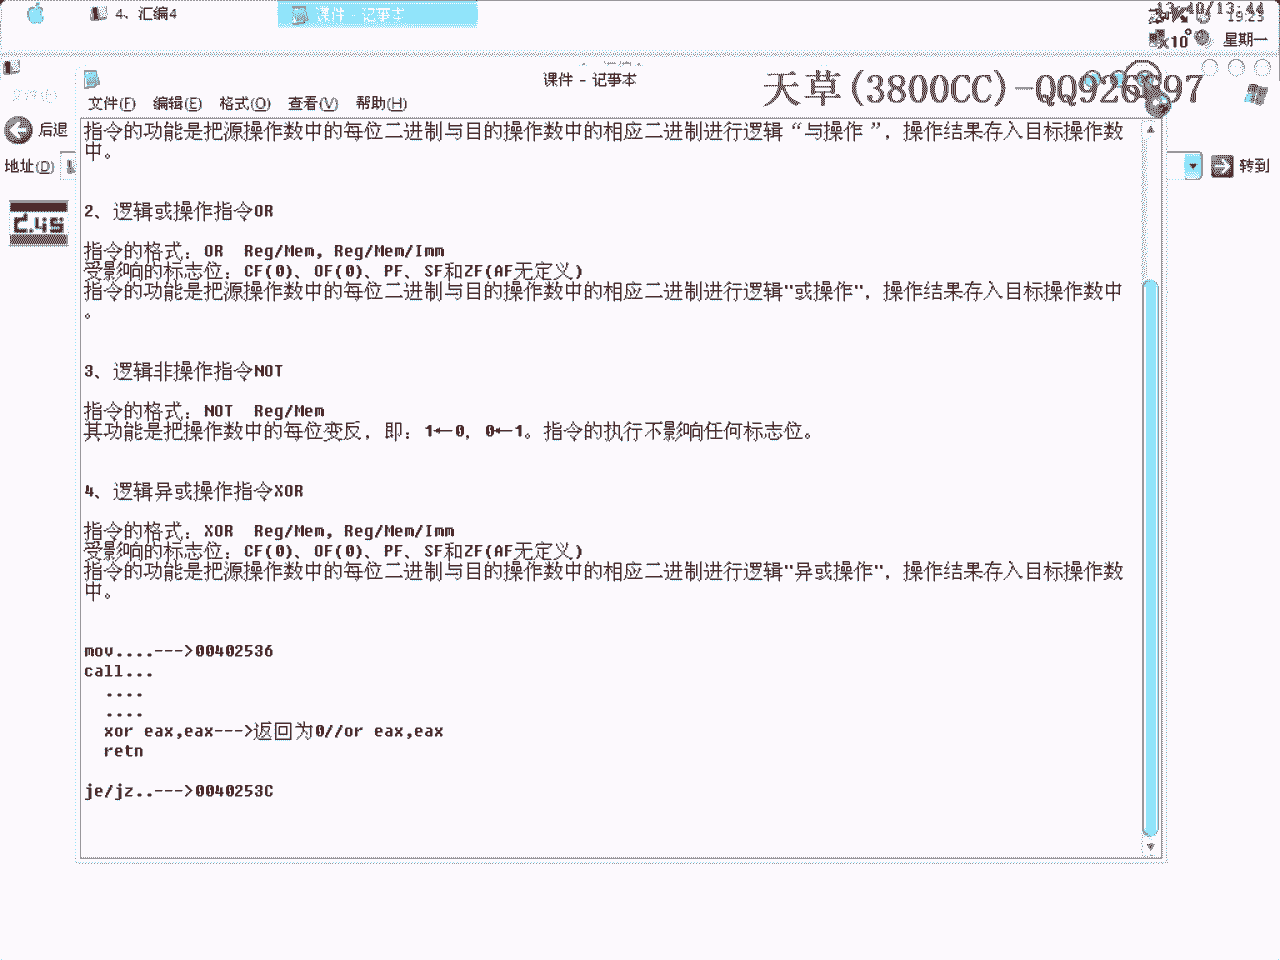 4、汇编4
课件 - 记事本
13:40/13:44
19:23
x10
星期一
课件 - 记事本
天草(3800CC)-QQ92
97
文件(F) 编辑(E) 格式(O) 查看(V) 帮助(H)
后退
地址(D)
转到
指令的功能是把源操作数中的每位二进制与目的操作数中的相应二进制进行逻辑“与操作 ”，操作结果存入目标操作数
中。
2、逻辑或操作指令OR
指令的格式：OR  Reg/Mem, Reg/Mem/Imm
受影响的标志位：CF(0)、OF(0)、PF、SF和ZF(AF无定义)
指令的功能是把源操作数中的每位二进制与目的操作数中的相应二进制进行逻辑"或操作"，操作结果存入目标操作数中
。
3、逻辑非操作指令NOT
指令的格式：NOT  Reg/Mem
其功能是把操作数中的每位变反，即：1←0，0←1。指令的执行不影响任何标志位。
4、逻辑异或操作指令XOR
指令的格式：XOR  Reg/Mem, Reg/Mem/Imm
受影响的标志位：CF(0)、OF(0)、PF、SF和ZF(AF无定义)
指令的功能是把源操作数中的每位二进制与目的操作数中的相应二进制进行逻辑"异或操作"，操作结果存入目标操作数
中。
mov....--->00402536
call...
....
....
xor eax,eax--->返回为0//or eax,eax
retn
je/jz..--->0040253C